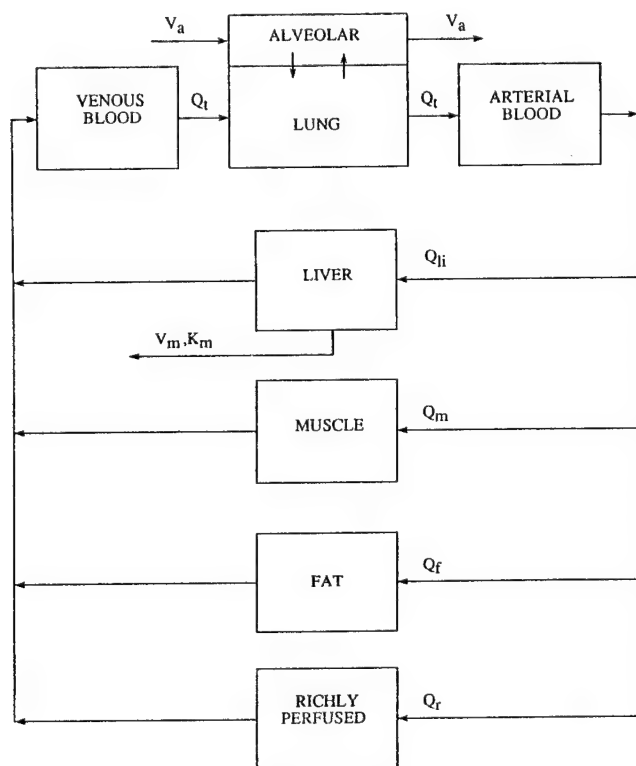 Va
ALVEOLAR
Va
VENOUS
BLOOD
Qt
LUNG
Qt
ARTERIAL
BLOOD
LIVER
Qli
Vm,Km
MUSCLE
Qm
FAT
Qf
RICHLY
PERFUSED
Qr